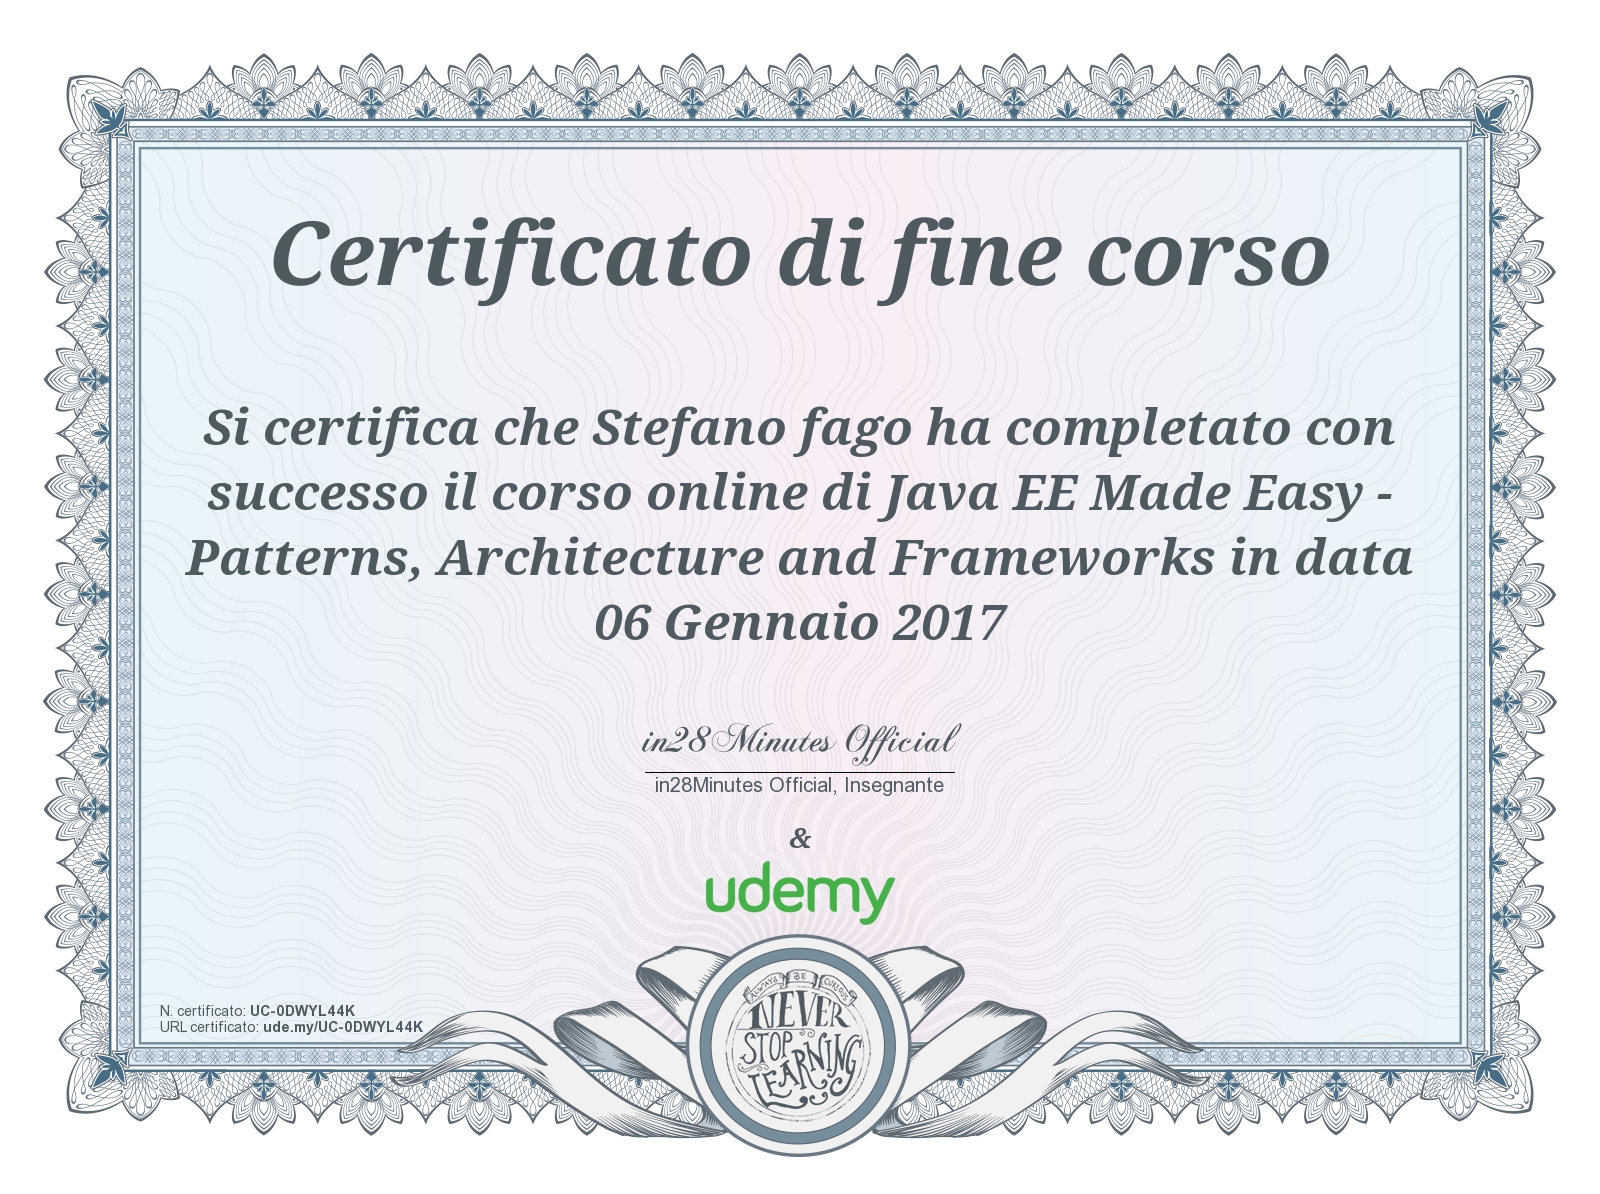 Certificato di fine corso
Si certifica che Stefano fago ha completato con
successo il corso online di Java EE Made Easy -
Patterns, Architecture and Frameworks in data
06 Gennaio 2017
in28Minutes Official
in28Minutes Official, Insegnante
&
udemy
N. certificato: UC-0DWYL44K
URL certificato: ude.my/UC-0DWYL44K
ALWAYS BE CURIOUS
NEVER
STOP
LEARNING